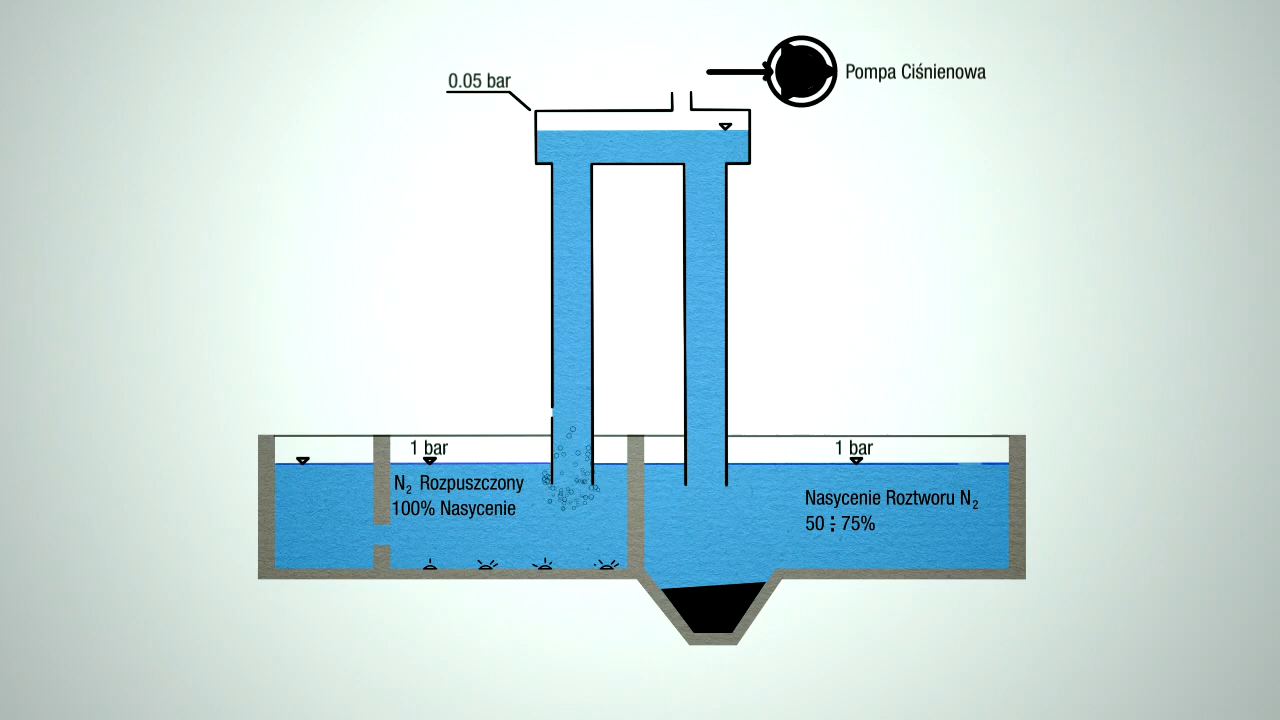 Pompa Ciśnienowa
0.05 bar
1 bar
1 bar
N₂ Rozpuszczony
100% Nasycenie
Nasycenie Roztworu N₂
50 ÷ 75%